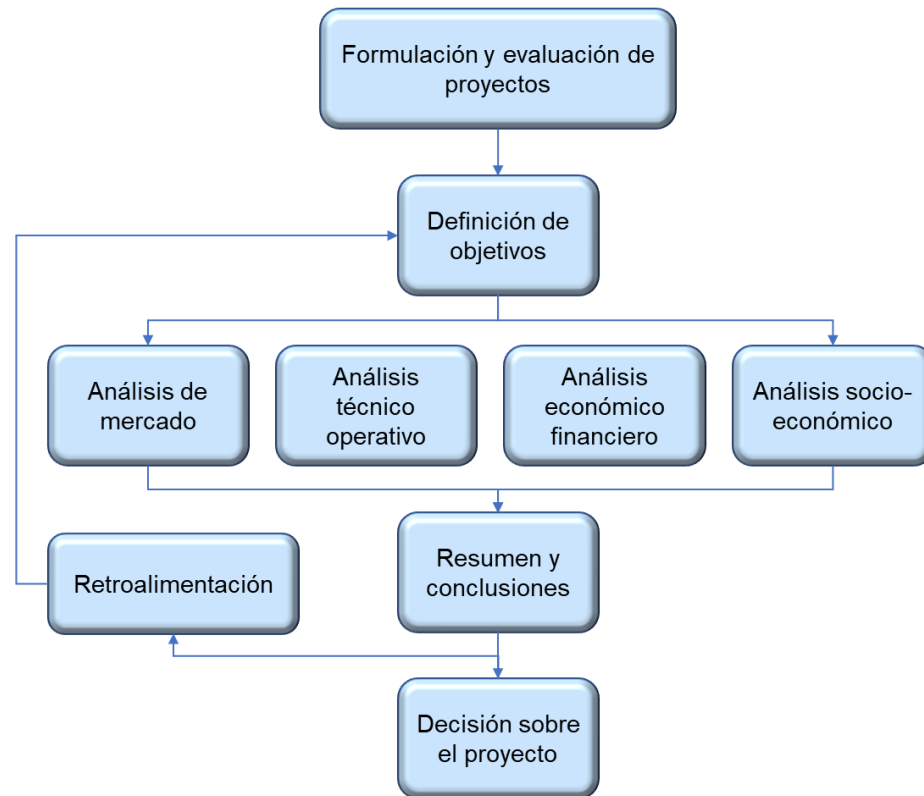 Formulación y evaluación de
proyectos
Definición de
objetivos
Análisis de
mercado
Análisis
técnico
operativo
Análisis
económico
financiero
Análisis socio-
económico
Retroalimentación
Resumen y
conclusiones
Decisión sobre
el proyecto